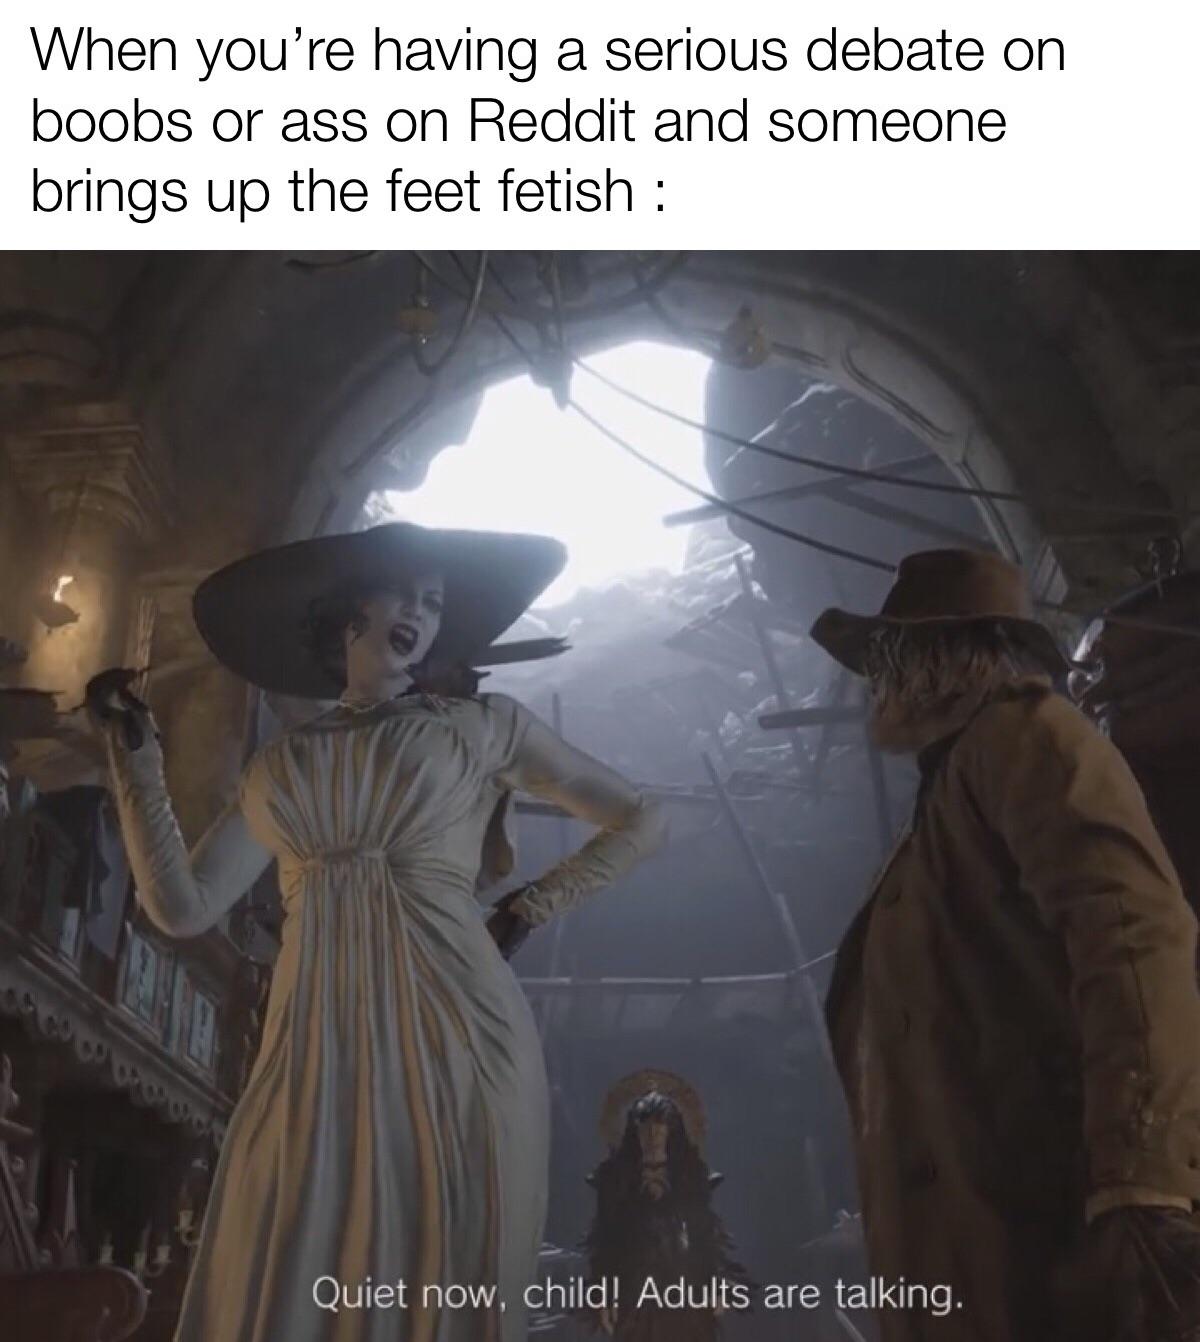 When you’re having a serious debate on
boobs or ass on Reddit and someone
brings up the feet fetish :
Quiet now, child! Adults are talking.